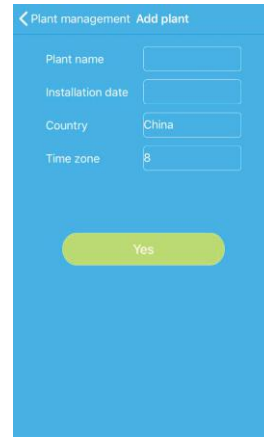 Plant management Add plant
Plant name
Installation date
Country China
Time zone 8
Yes